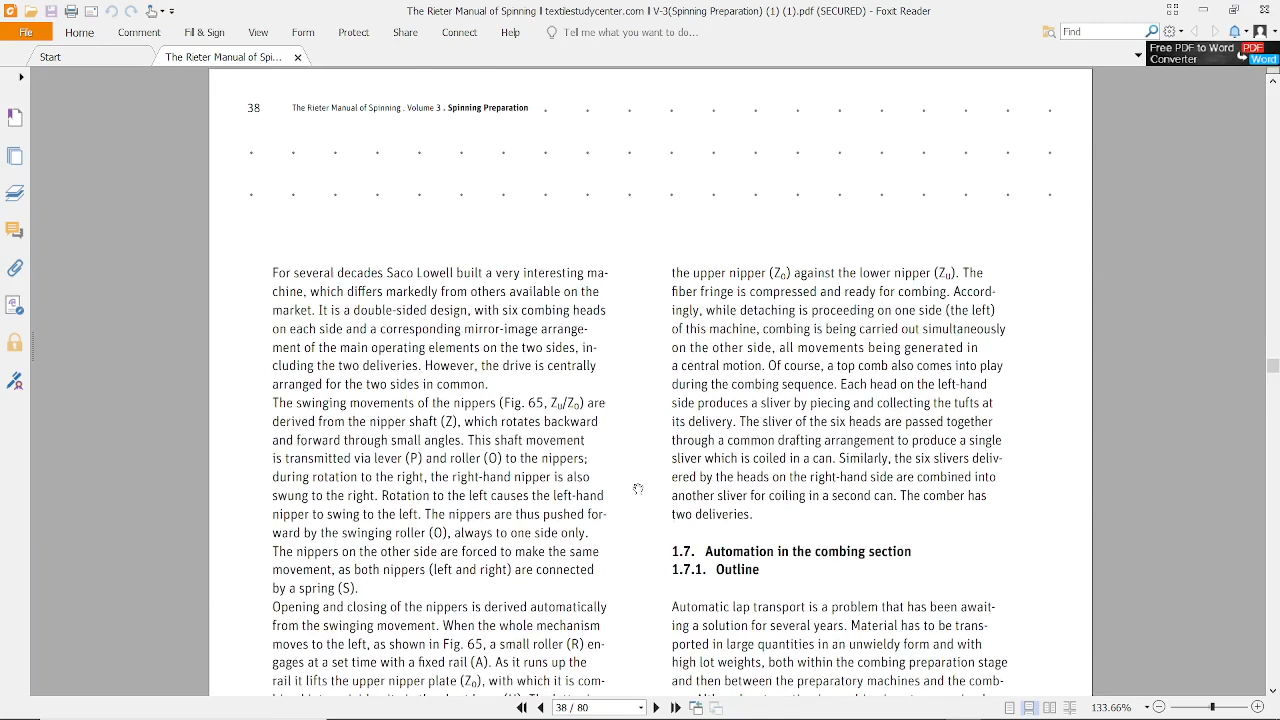 The Rieter Manual of Spinning ‖ textilestudycenter.com ‖ V-3(Spinning Preparation) (1) (1).pdf (SECURED) - Foxit Reader
File Home Comment Fill & Sign View Form Protect Share Connect Help Tell me what you want to do... Find
Start The Rieter Manual of Spi... Free PDF to Word PDF
Converter Word
38 The Rieter Manual of Spinning . Volume 3 . Spinning Preparation
For several decades Saco Lowell built a very interesting ma-
chine, which differs markedly from others available on the
market. It is a double-sided design, with six combing heads
on each side and a corresponding mirror-image arrange-
ment of the main operating elements on the two sides, in-
cluding the two deliveries. However, the drive is centrally
arranged for the two sides in common.
The swinging movements of the nippers (Fig. 65, Zu/Zo) are
derived from the nipper shaft (Z), which rotates backward
and forward through small angles. This shaft movement
is transmitted via lever (P) and roller (O) to the nippers;
during rotation to the right, the right-hand nipper is also
swung to the right. Rotation to the left causes the left-hand
nipper to swing to the left. The nippers are thus pushed for-
ward by the swinging roller (O), always to one side only.
The nippers on the other side are forced to make the same
movement, as both nippers (left and right) are connected
by a spring (S).
Opening and closing of the nippers is derived automatically
from the swinging movement. When the whole mechanism
moves to the left, as shown in Fig. 65, a small roller (R) en-
gages at a set time with a fixed rail (A). As it runs up the
rail it lifts the upper nipper plate (Zo), with which it is com-
the upper nipper (Zo) against the lower nipper (Zu). The
fiber fringe is compressed and ready for combing. Accord-
ingly, while detaching is proceeding on one side (the left)
of this machine, combing is being carried out simultaneously
on the other side, all movements being generated in
a central motion. Of course, a top comb also comes into play
during the combing sequence. Each head on the left-hand
side produces a sliver by piecing and collecting the tufts at
its delivery. The sliver of the six heads are passed together
through a common drafting arrangement to produce a single
sliver which is coiled in a can. Similarly, the six slivers deliv-
ered by the heads on the right-hand side are combined into
another sliver for coiling in a second can. The comber has
two deliveries.
1.7. Automation in the combing section
1.7.1. Outline
Automatic lap transport is a problem that has been await-
ing a solution for several years. Material has to be trans-
ported in large quantities in an unwieldy form and with
high lot weights, both within the combing preparation stage
and then between the preparatory machines and the comb-
38 / 80 133.66%